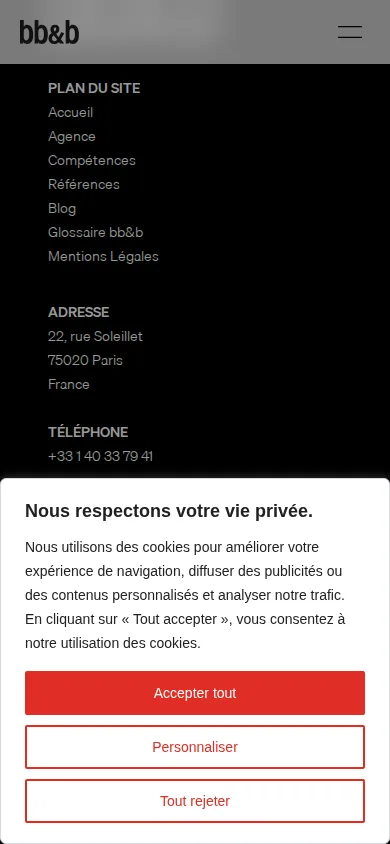 bb&b
PLAN DU SITE
Accueil
Agence
Compétences
Références
Blog
Glossaire bb&b
Mentions Légales
ADRESSE
22, rue Soleillet
75020 Paris
France
TÉLÉPHONE
+33 1 40 33 79 41
Nous respectons votre vie privée.
Nous utilisons des cookies pour améliorer votre
expérience de navigation, diffuser des publicités ou
des contenus personnalisés et analyser notre trafic.
En cliquant sur « Tout accepter », vous consentez à
notre utilisation des cookies.
Accepter tout
Personnaliser
Tout rejeter